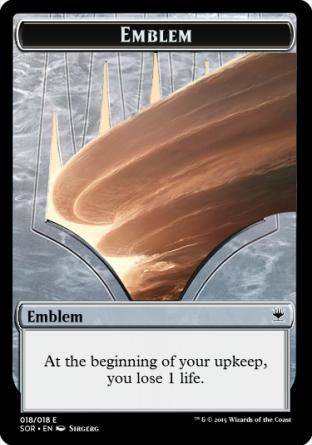 EMBLEM
Emblem
At the beginning of your upkeep,
you lose 1 life.
018/018 E
SOR • EN SIRGERG
™ & © 2015 Wizards of the Coast